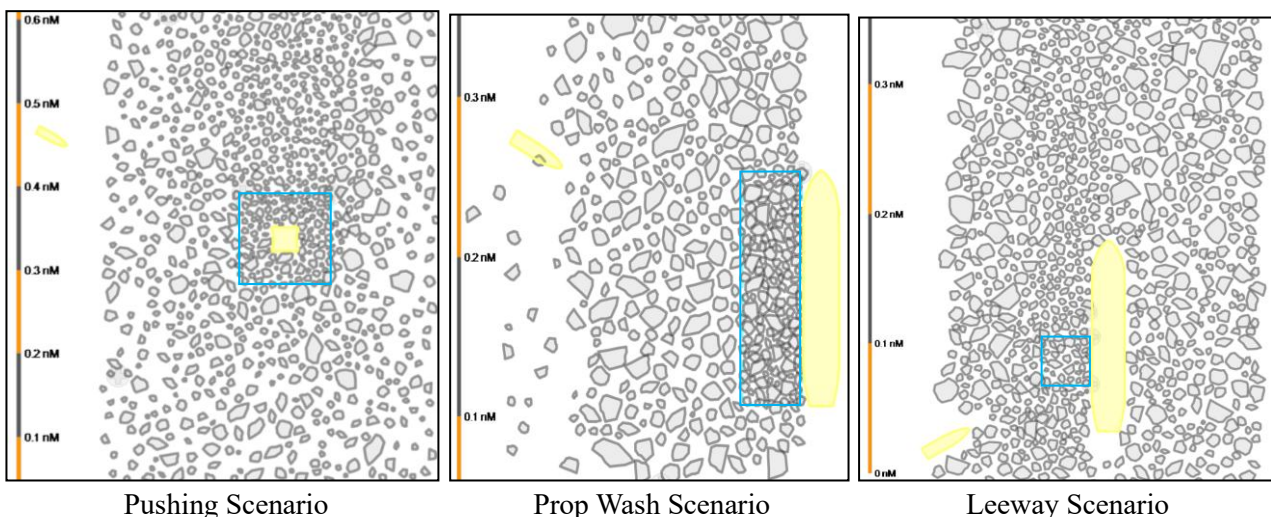 0.6 nM
0.5 nM
0.4 nM
0.3 nM
0.2 nM
0.1 nM
0.3 nM
0.2 nM
0.1 nM
0.3 nM
0.2 nM
0.1 nM
0 nM
Pushing Scenario
Prop Wash Scenario
Leeway Scenario